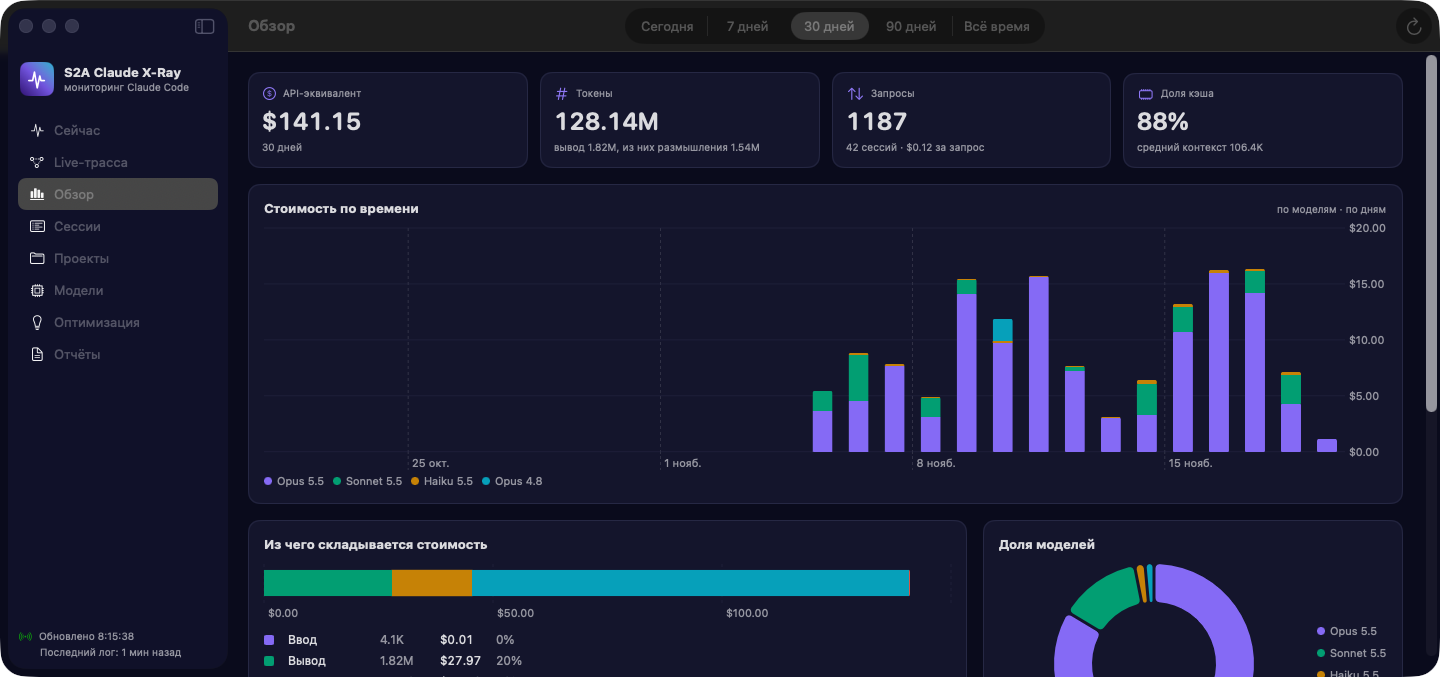 Обзор
Сегодня
7 дней
30 дней
90 дней
Всё время
S2A Claude X-Ray
мониторинг Claude Code
Сейчас
Live-трасса
Обзор
Сессии
Проекты
Модели
Оптимизация
Отчёты
Обновлено 8:15:38
Последний лог: 1 мин назад
API-эквивалент
$141.15
30 дней
Токены
128.14M
вывод 1.82M, из них размышления 1.54M
Запросы
1187
42 сессий · $0.12 за запрос
Доля кэша
88%
средний контекст 106.4K
Стоимость по времени
по моделям · по дням
$20.00
$15.00
$10.00
$5.00
$0.00
25 окт.
1 нояб.
8 нояб.
15 нояб.
Opus 5.5
Sonnet 5.5
Haiku 5.5
Opus 4.8
Из чего складывается стоимость
$0.00
$50.00
$100.00
Ввод 4.1K $0.01 0%
Вывод 1.82M $27.97 20%
Доля моделей
Opus 5.5
Sonnet 5.5
Haiku 5.5